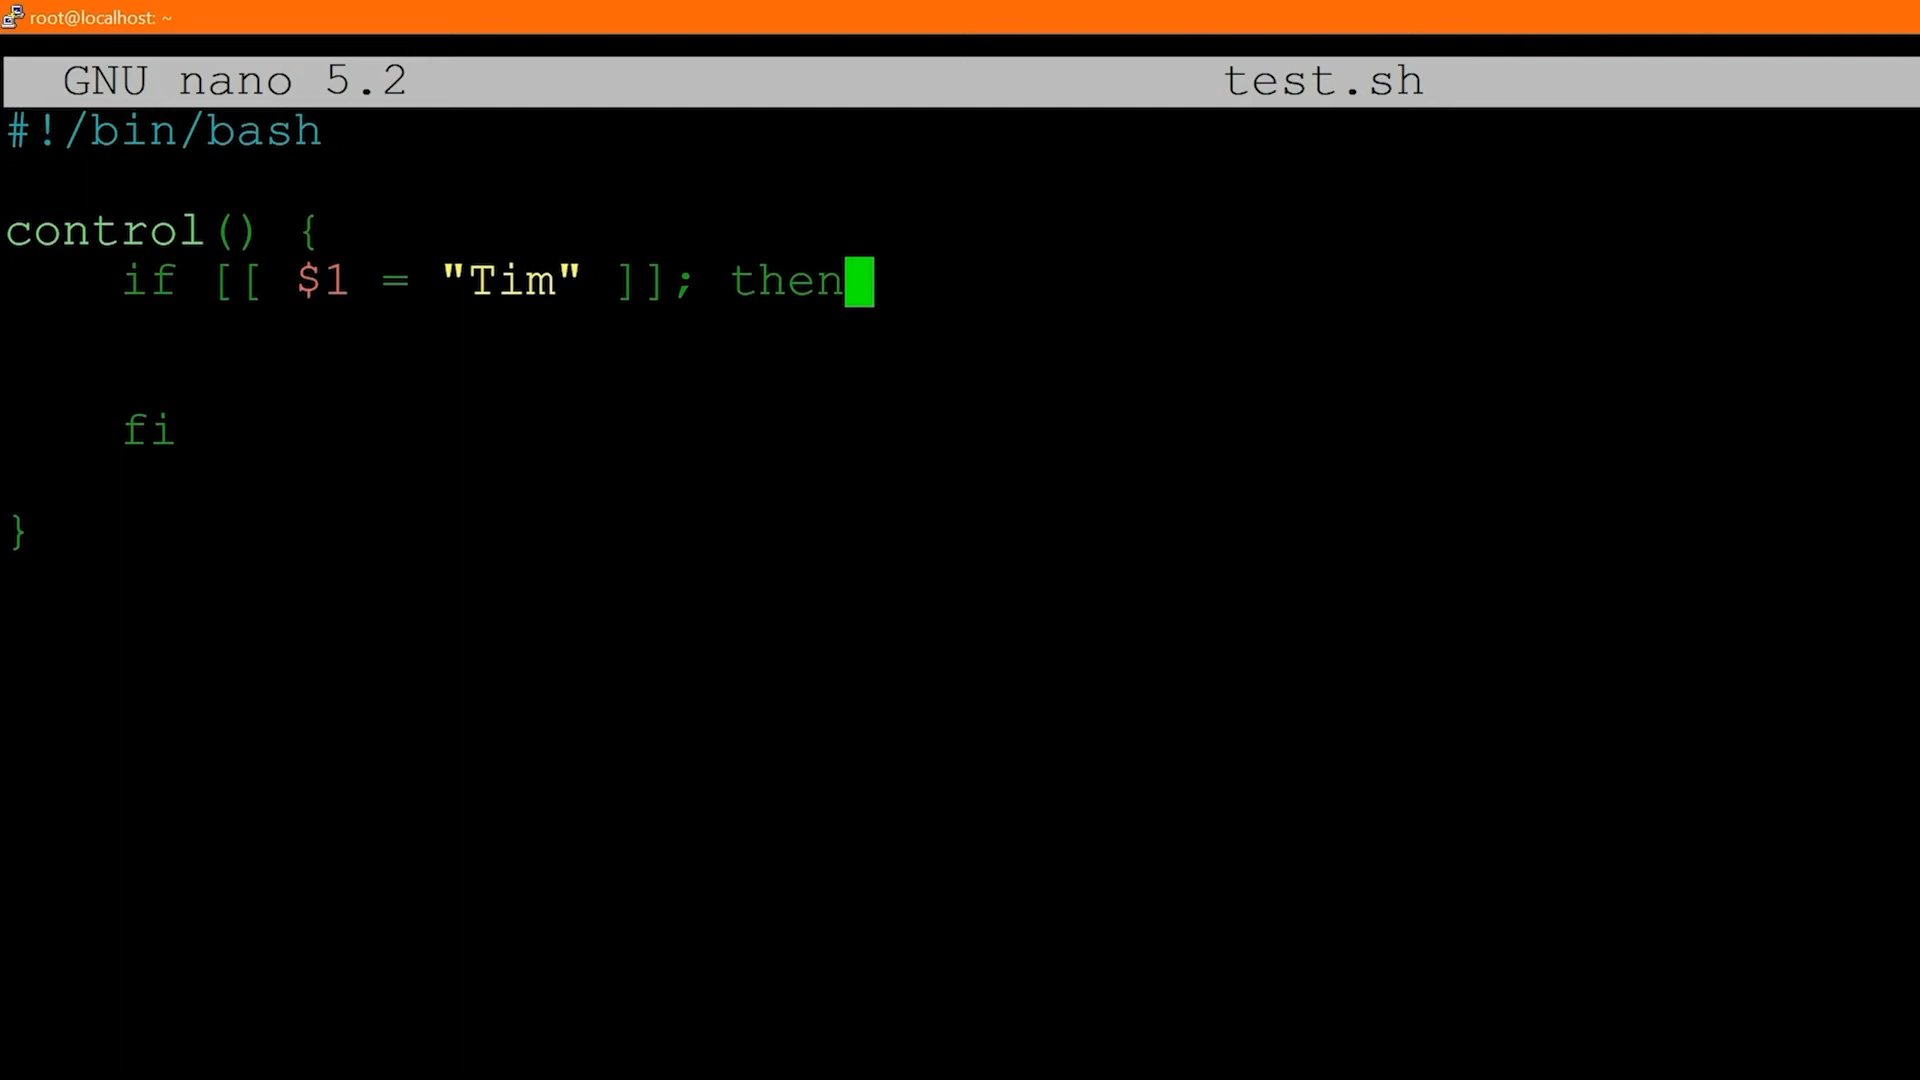 root@localhost: ~
GNU nano 5.2 test.sh
#!/bin/bash
control() {
if [[ $1 = "Tim" ]]; then
fi
}